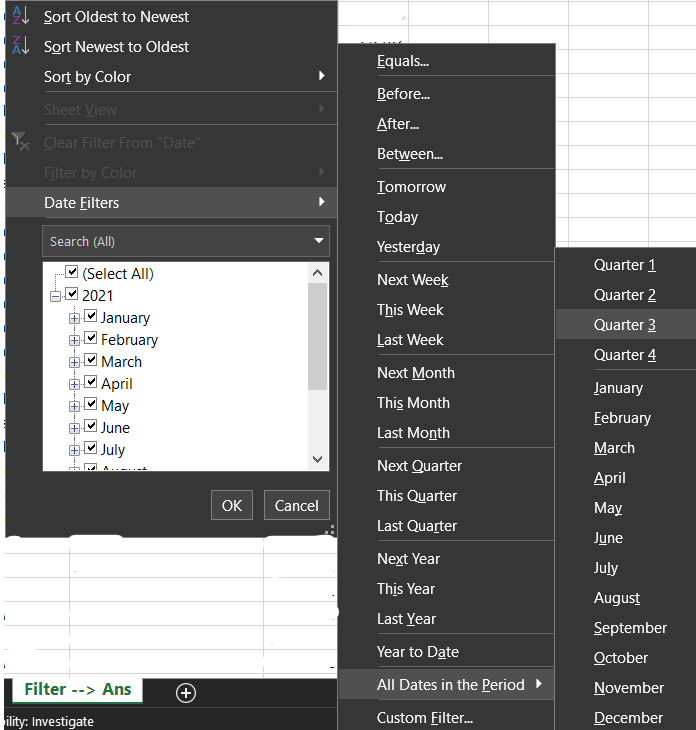 Sort Oldest to Newest
Sort Newest to Oldest
Sort by Color
Sheet View
Clear Filter From "Date"
Filter by Color
Date Filters
Search (All)
(Select All)
2021
January
February
March
April
May
June
July
August
OK
Cancel
Equals...
Before...
After...
Between...
Tomorrow
Today
Yesterday
Next Week
This Week
Last Week
Next Month
This Month
Last Month
Next Quarter
This Quarter
Last Quarter
Next Year
This Year
Last Year
Year to Date
All Dates in the Period
Custom Filter...
Quarter 1
Quarter 2
Quarter 3
Quarter 4
January
February
March
April
May
June
July
August
September
October
November
December
Filter --> Ans
bility: Investigate